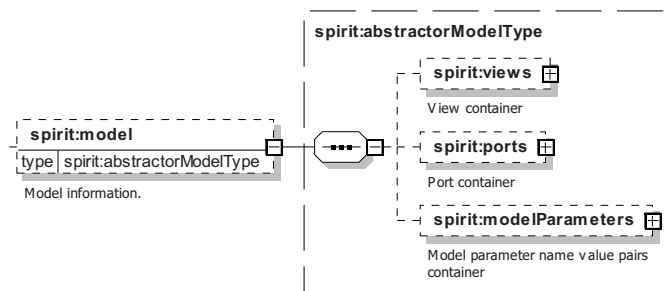 spirit:abstractorModelType
spirit:views
View container
spirit:model
type spirit:abstractorModelType
Model information.
spirit:ports
Port container
spirit:modelParameters
Model parameter name value pairs
container